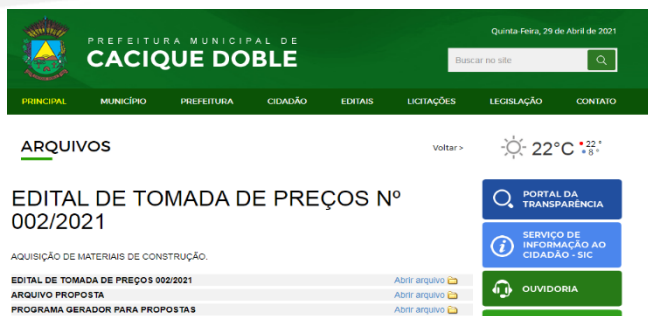 Quinta-Feira, 29 de Abril de 2021
PREFEITURA MUNICIPAL DE
CACIQUE DOBLE
Buscar no site
PRINCIPAL MUNICÍPIO PREFEITURA CIDADÃO EDITAIS LICITAÇÕES LEGISLAÇÃO CONTATO
ARQUIVOS
Voltar >
22°C 22° 8°
EDITAL DE TOMADA DE PREÇOS Nº
002/2021
AQUISIÇÃO DE MATERIAIS DE CONSTRUÇÃO.
EDITAL DE TOMADA DE PREÇOS 002/2021 Abrir arquivo
ARQUIVO PROPOSTA Abrir arquivo
PROGRAMA GERADOR PARA PROPOSTAS Abrir arquivo
PORTAL DA
TRANSPARÊNCIA
SERVIÇO DE
INFORMAÇÃO AO
CIDADÃO - SIC
OUVIDORIA